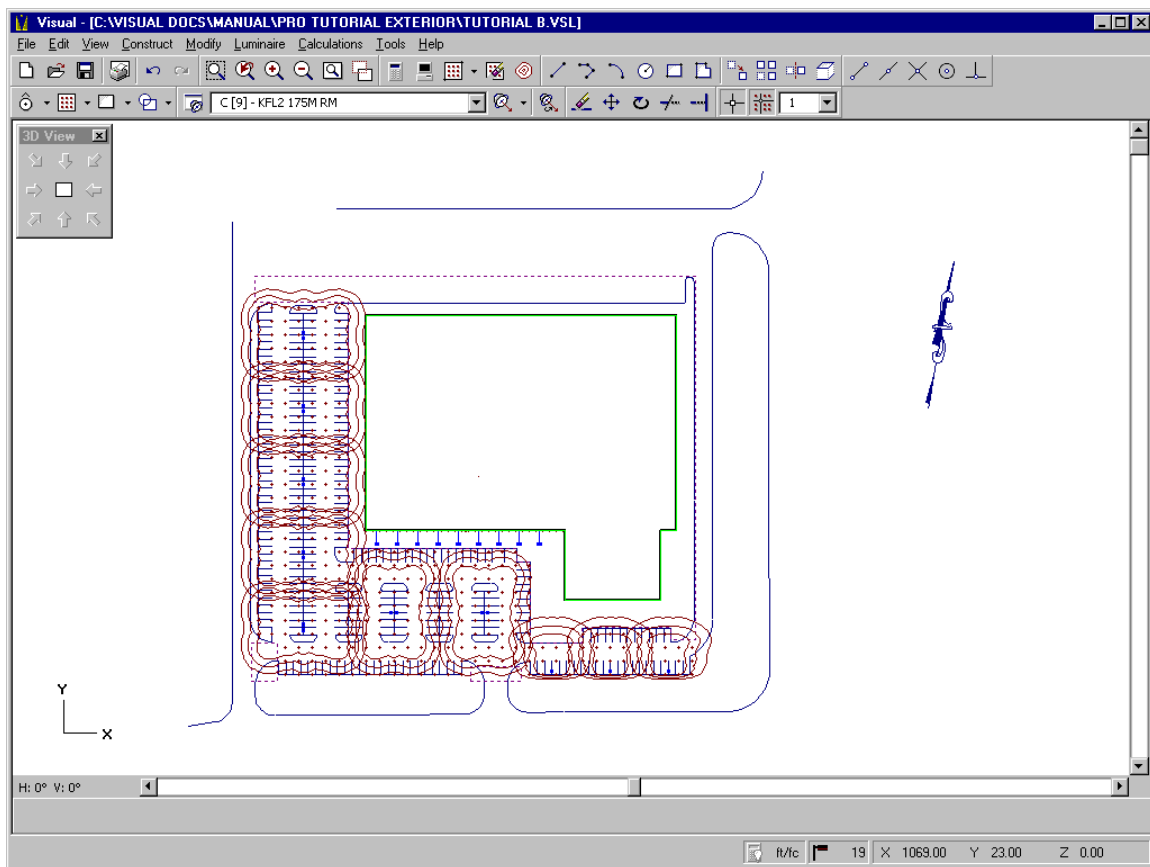 Visual - [C:\VISUAL DOCS\MANUAL\PRO TUTORIAL EXTERIOR\TUTORIAL B.VSL]
File Edit View Construct Modify Luminaire Calculations Tools Help
C [9] - KFL2 175M RM
1
3D View
Y
X
H: 0° V: 0°
ft/fc 19 X 1069.00 Y 23.00 Z 0.00